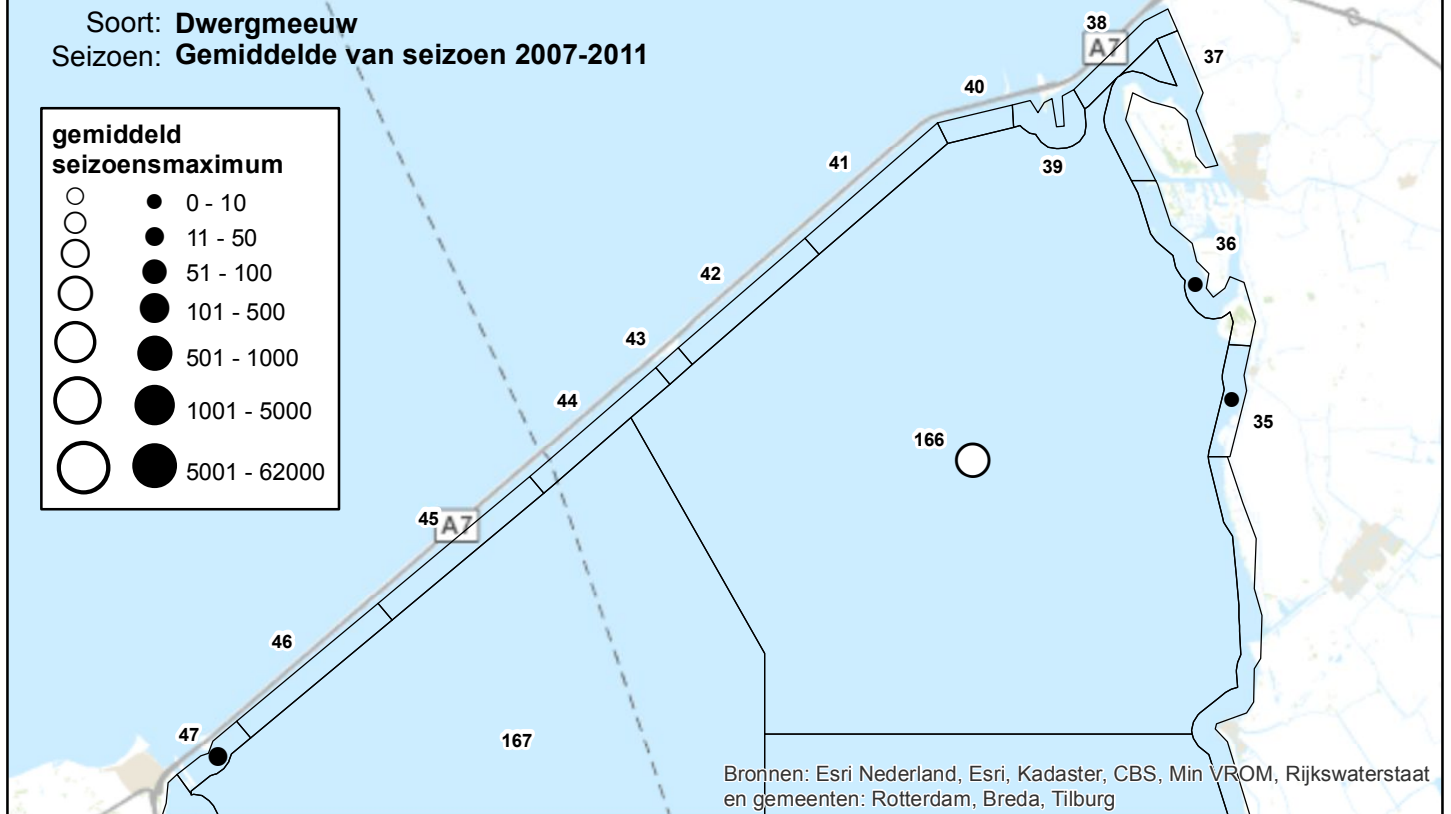 Soort: Dwergmeeuw
Seizoen: Gemiddelde van seizoen 2007-2011
gemiddeld
seizoensmaximum
0 - 10
11 - 50
51 - 100
101 - 500
501 - 1000
1001 - 5000
5001 - 62000
38
A7
37
40
41
39
36
42
43
44
35
166
45
A7
46
47
167
Bronnen: Esri Nederland, Esri, Kadaster, CBS, Min VROM, Rijkswaterstaat
en gemeenten: Rotterdam, Breda, Tilburg